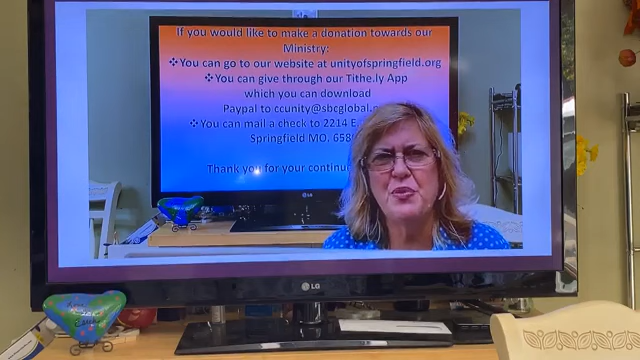 If you would like to make a donation towards our
Ministry:
❖You can go to our website at unityofspringfield.org
❖You can give through our Tithe.ly App
which you can download
Paypal to ccunity@sbcglobal.
❖You can mail a check to 2214 E.
Springfield MO.
Thank you for your
LG
LG